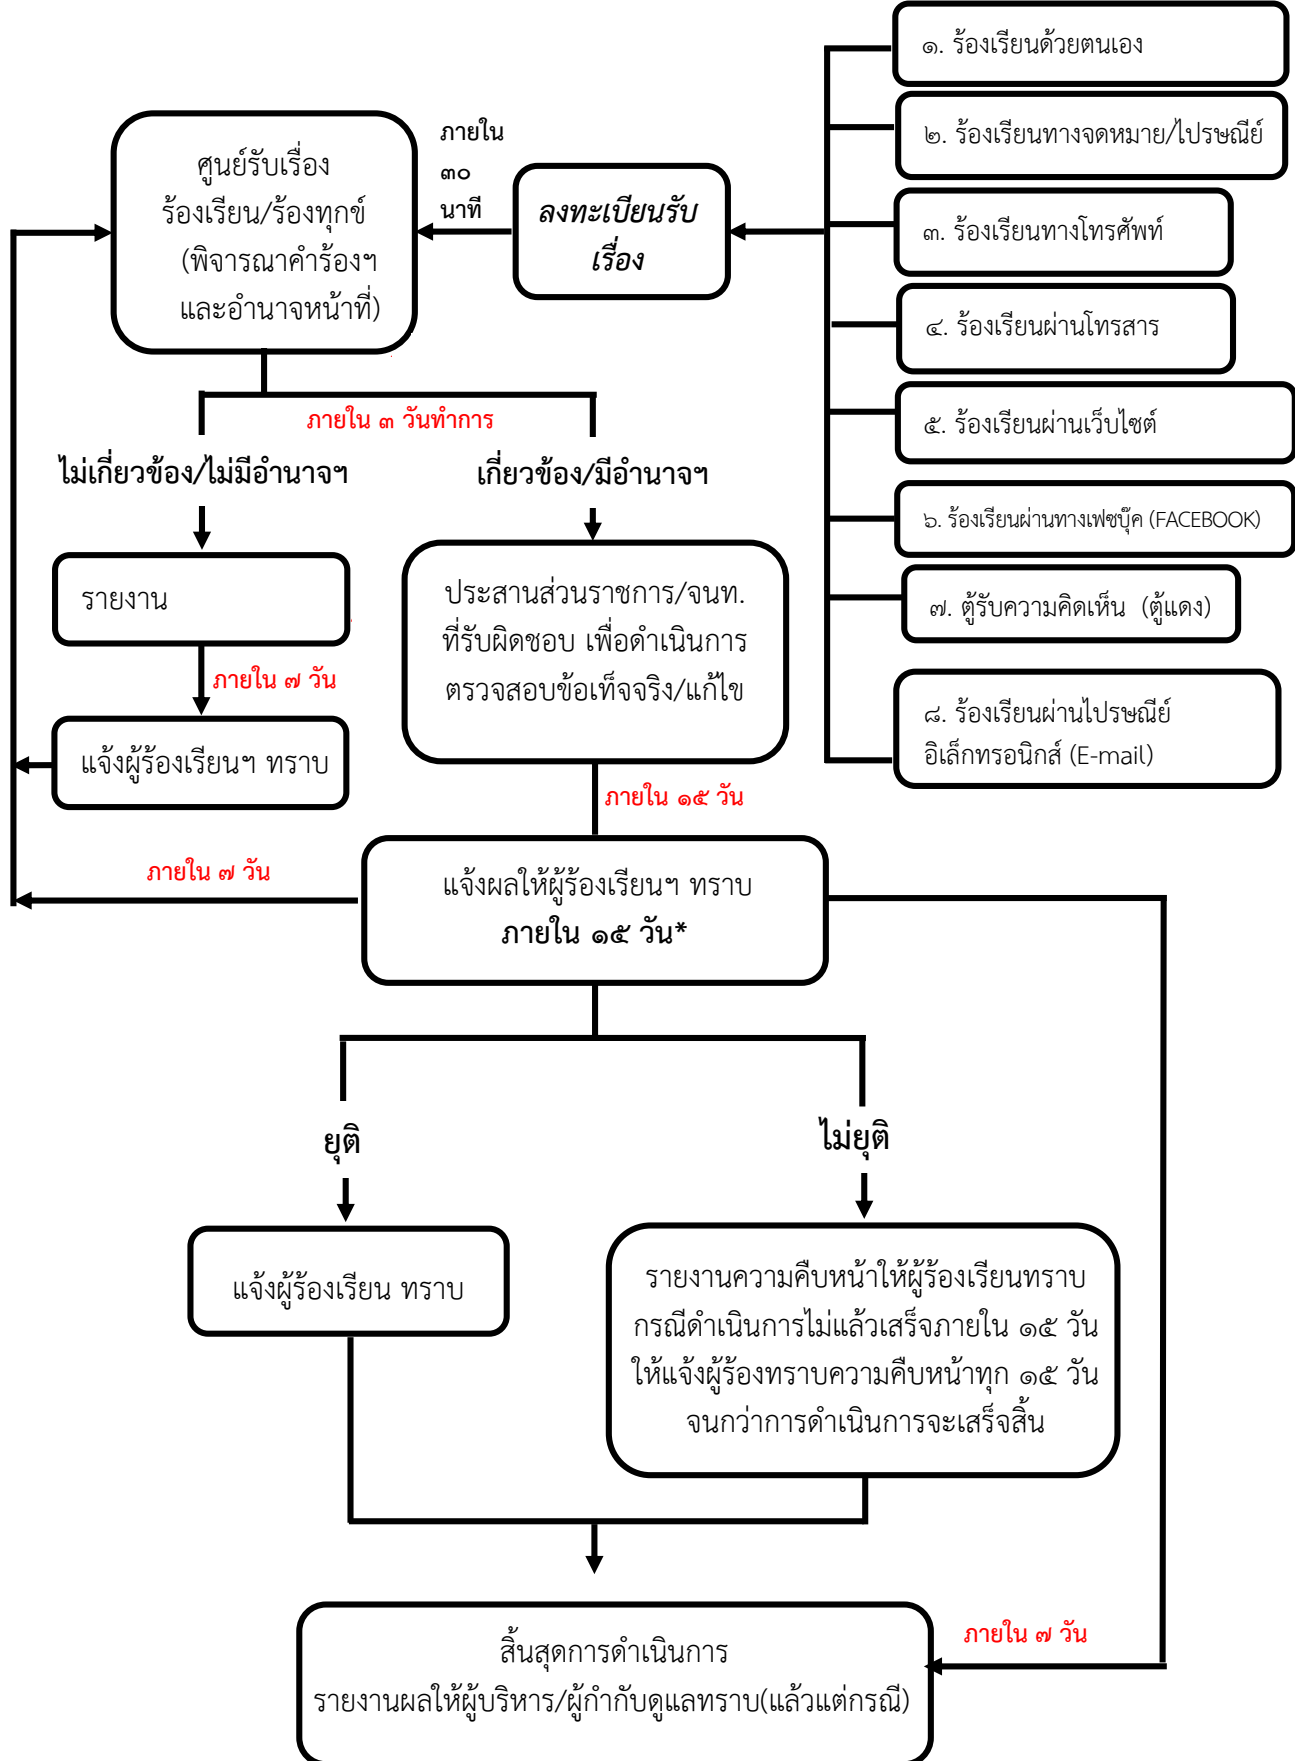 ๑. ร้องเรียนด้วยตนเอง
๒. ร้องเรียนทางจดหมาย/ไปรษณีย์
๓. ร้องเรียนทางโทรศัพท์
๔. ร้องเรียนผ่านโทรสาร
๕. ร้องเรียนผ่านเว็บไซต์
๖. ร้องเรียนผ่านทางเฟซบุ๊ค (FACEBOOK)
๗. ตู้รับความคิดเห็น (ตู้แดง)
๘. ร้องเรียนผ่านไปรษณีย์
อิเล็กทรอนิกส์ (E-mail)
ลงทะเบียนรับ
เรื่อง
ภายใน
๓๐
นาที
ศูนย์รับเรื่อง
ร้องเรียน/ร้องทุกข์
(พิจารณาคำร้องฯ
และอำนาจหน้าที่)
ภายใน ๓ วันทำการ
ไม่เกี่ยวข้อง/ไม่มีอำนาจฯ
เกี่ยวข้อง/มีอำนาจฯ
รายงาน
ภายใน ๗ วัน
แจ้งผู้ร้องเรียนฯ ทราบ
ประสานส่วนราชการ/จนท.
ที่รับผิดชอบ เพื่อดำเนินการ
ตรวจสอบข้อเท็จจริง/แก้ไข
ภายใน ๑๕ วัน
ภายใน ๗ วัน
แจ้งผลให้ผู้ร้องเรียนฯ ทราบ
ภายใน ๑๕ วัน*
ยุติ
ไม่ยุติ
แจ้งผู้ร้องเรียน ทราบ
รายงานความคืบหน้าให้ผู้ร้องเรียนทราบ
กรณีดำเนินการไม่แล้วเสร็จภายใน ๑๕ วัน
ให้แจ้งผู้ร้องทราบความคืบหน้าทุก ๑๕ วัน
จนกว่าการดำเนินการจะเสร็จสิ้น
ภายใน ๗ วัน
สิ้นสุดการดำเนินการ
รายงานผลให้ผู้บริหาร/ผู้กำกับดูแลทราบ(แล้วแต่กรณี)